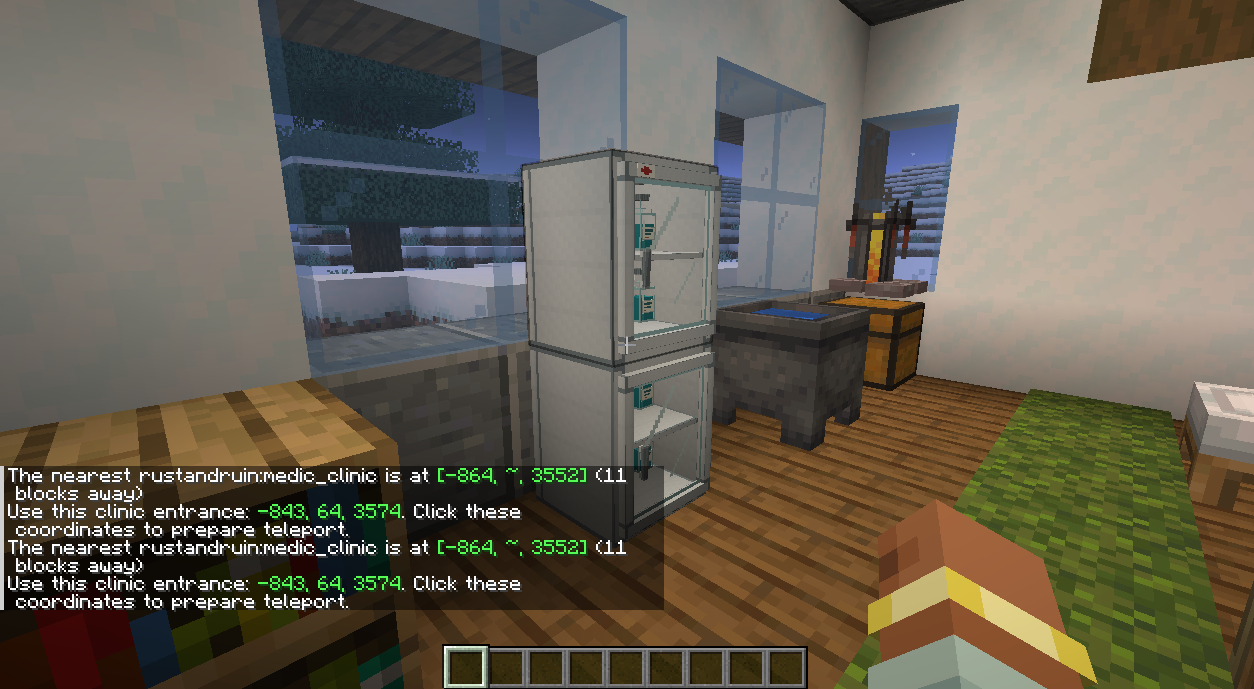 The nearest rustandruin:medic_clinic is at [-864, ~, 3552] (11
blocks away)
Use this clinic entrance: -843, 64, 3574. Click these
coordinates to prepare teleport.
The nearest rustandruin:medic_clinic is at [-864, ~, 3552] (11
blocks away)
Use this clinic entrance: -843, 64, 3574. Click these
coordinates to prepare teleport.